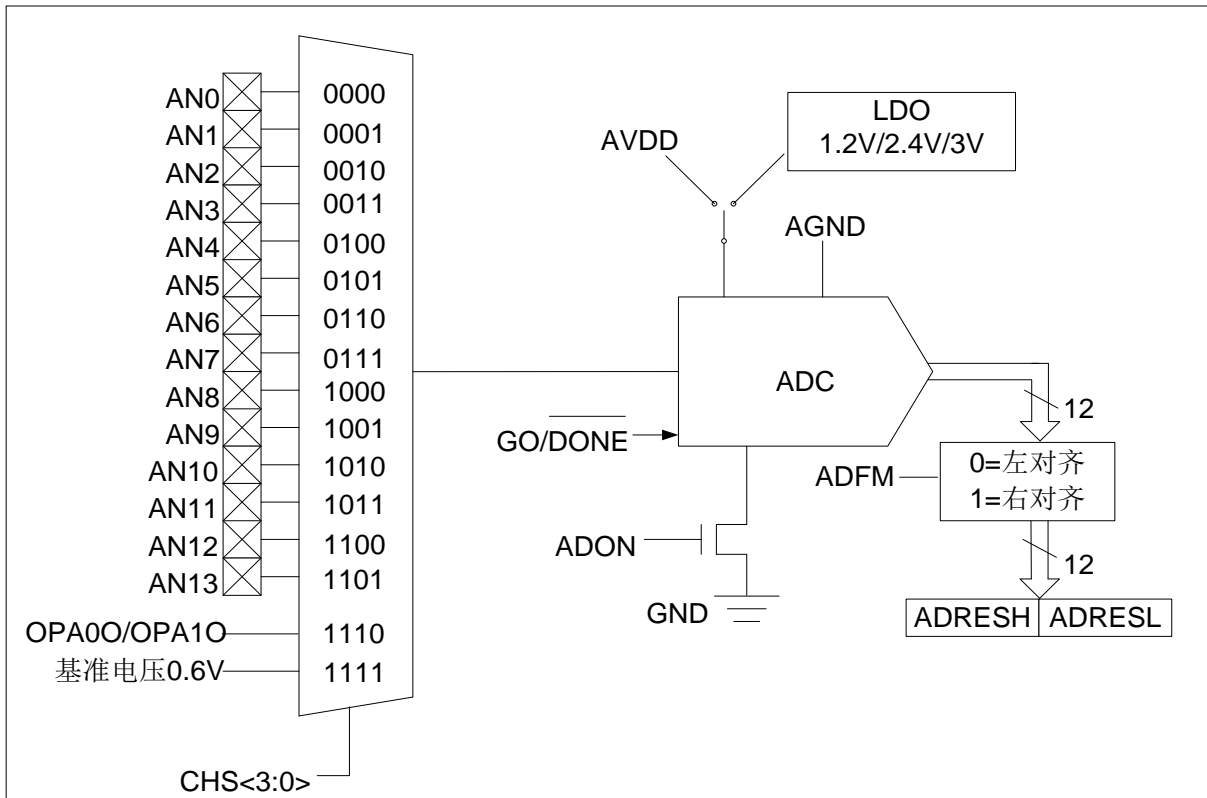 AN0 0000
AN1 0001
AN2 0010
AN3 0011
AN4 0100
AN5 0101
AN6 0110
AN7 0111
AN8 1000
AN9 1001
AN10 1010
AN11 1011
AN12 1100
AN13 1101
OPA0O/OPA1O 1110
基准电压0.6V 1111
CHS<3:0>
LDO
1.2V/2.4V/3V
AVDD
AGND
ADC
GO/DONE
12
ADFM
0=左对齐
1=右对齐
ADON
12
GND
ADRESH ADRESL